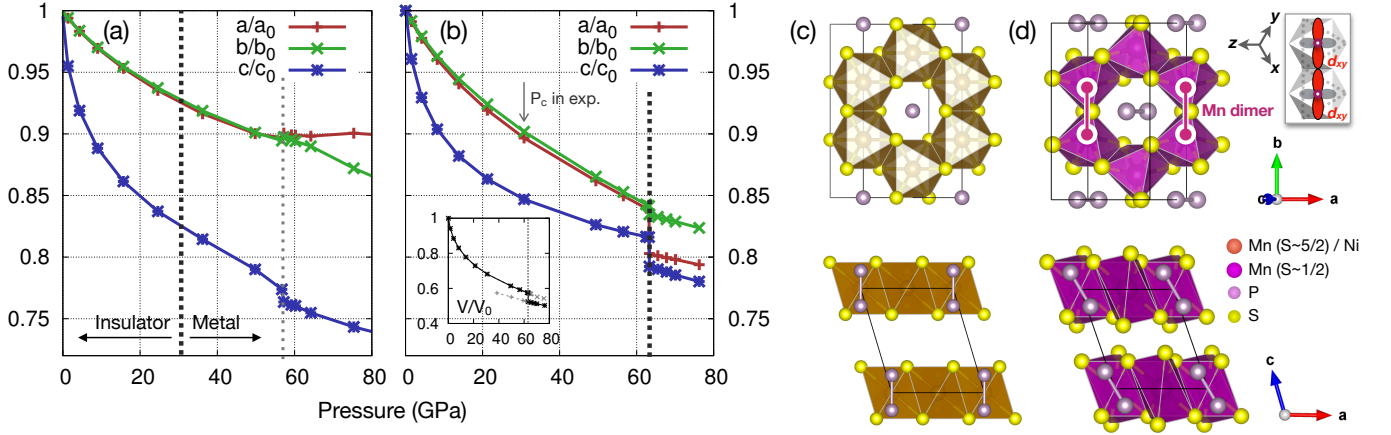 1
0.95
0.9
0.85
0.8
0.75
(a)
a/a0
b/b0
c/c0
Insulator
Metal
0
20
40
60
80
(b)
a/a0
b/b0
c/c0
Pc in exp.
1
0.8
0.6
0.4
V/V0
0 20 40 60 80
0
20
40
60
80
1
0.95
0.9
0.85
0.8
0.75
Pressure (GPa)
(c)
(d)
Mn dimer
y
z
x
dxy
dxy
b
c
a
Mn (S~5/2) / Ni
Mn (S~1/2)
P
S
c
a